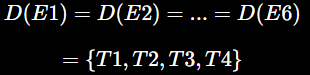 D(E1) = D(E2) = ... = D(E6)
= {T1, T2, T3, T4}